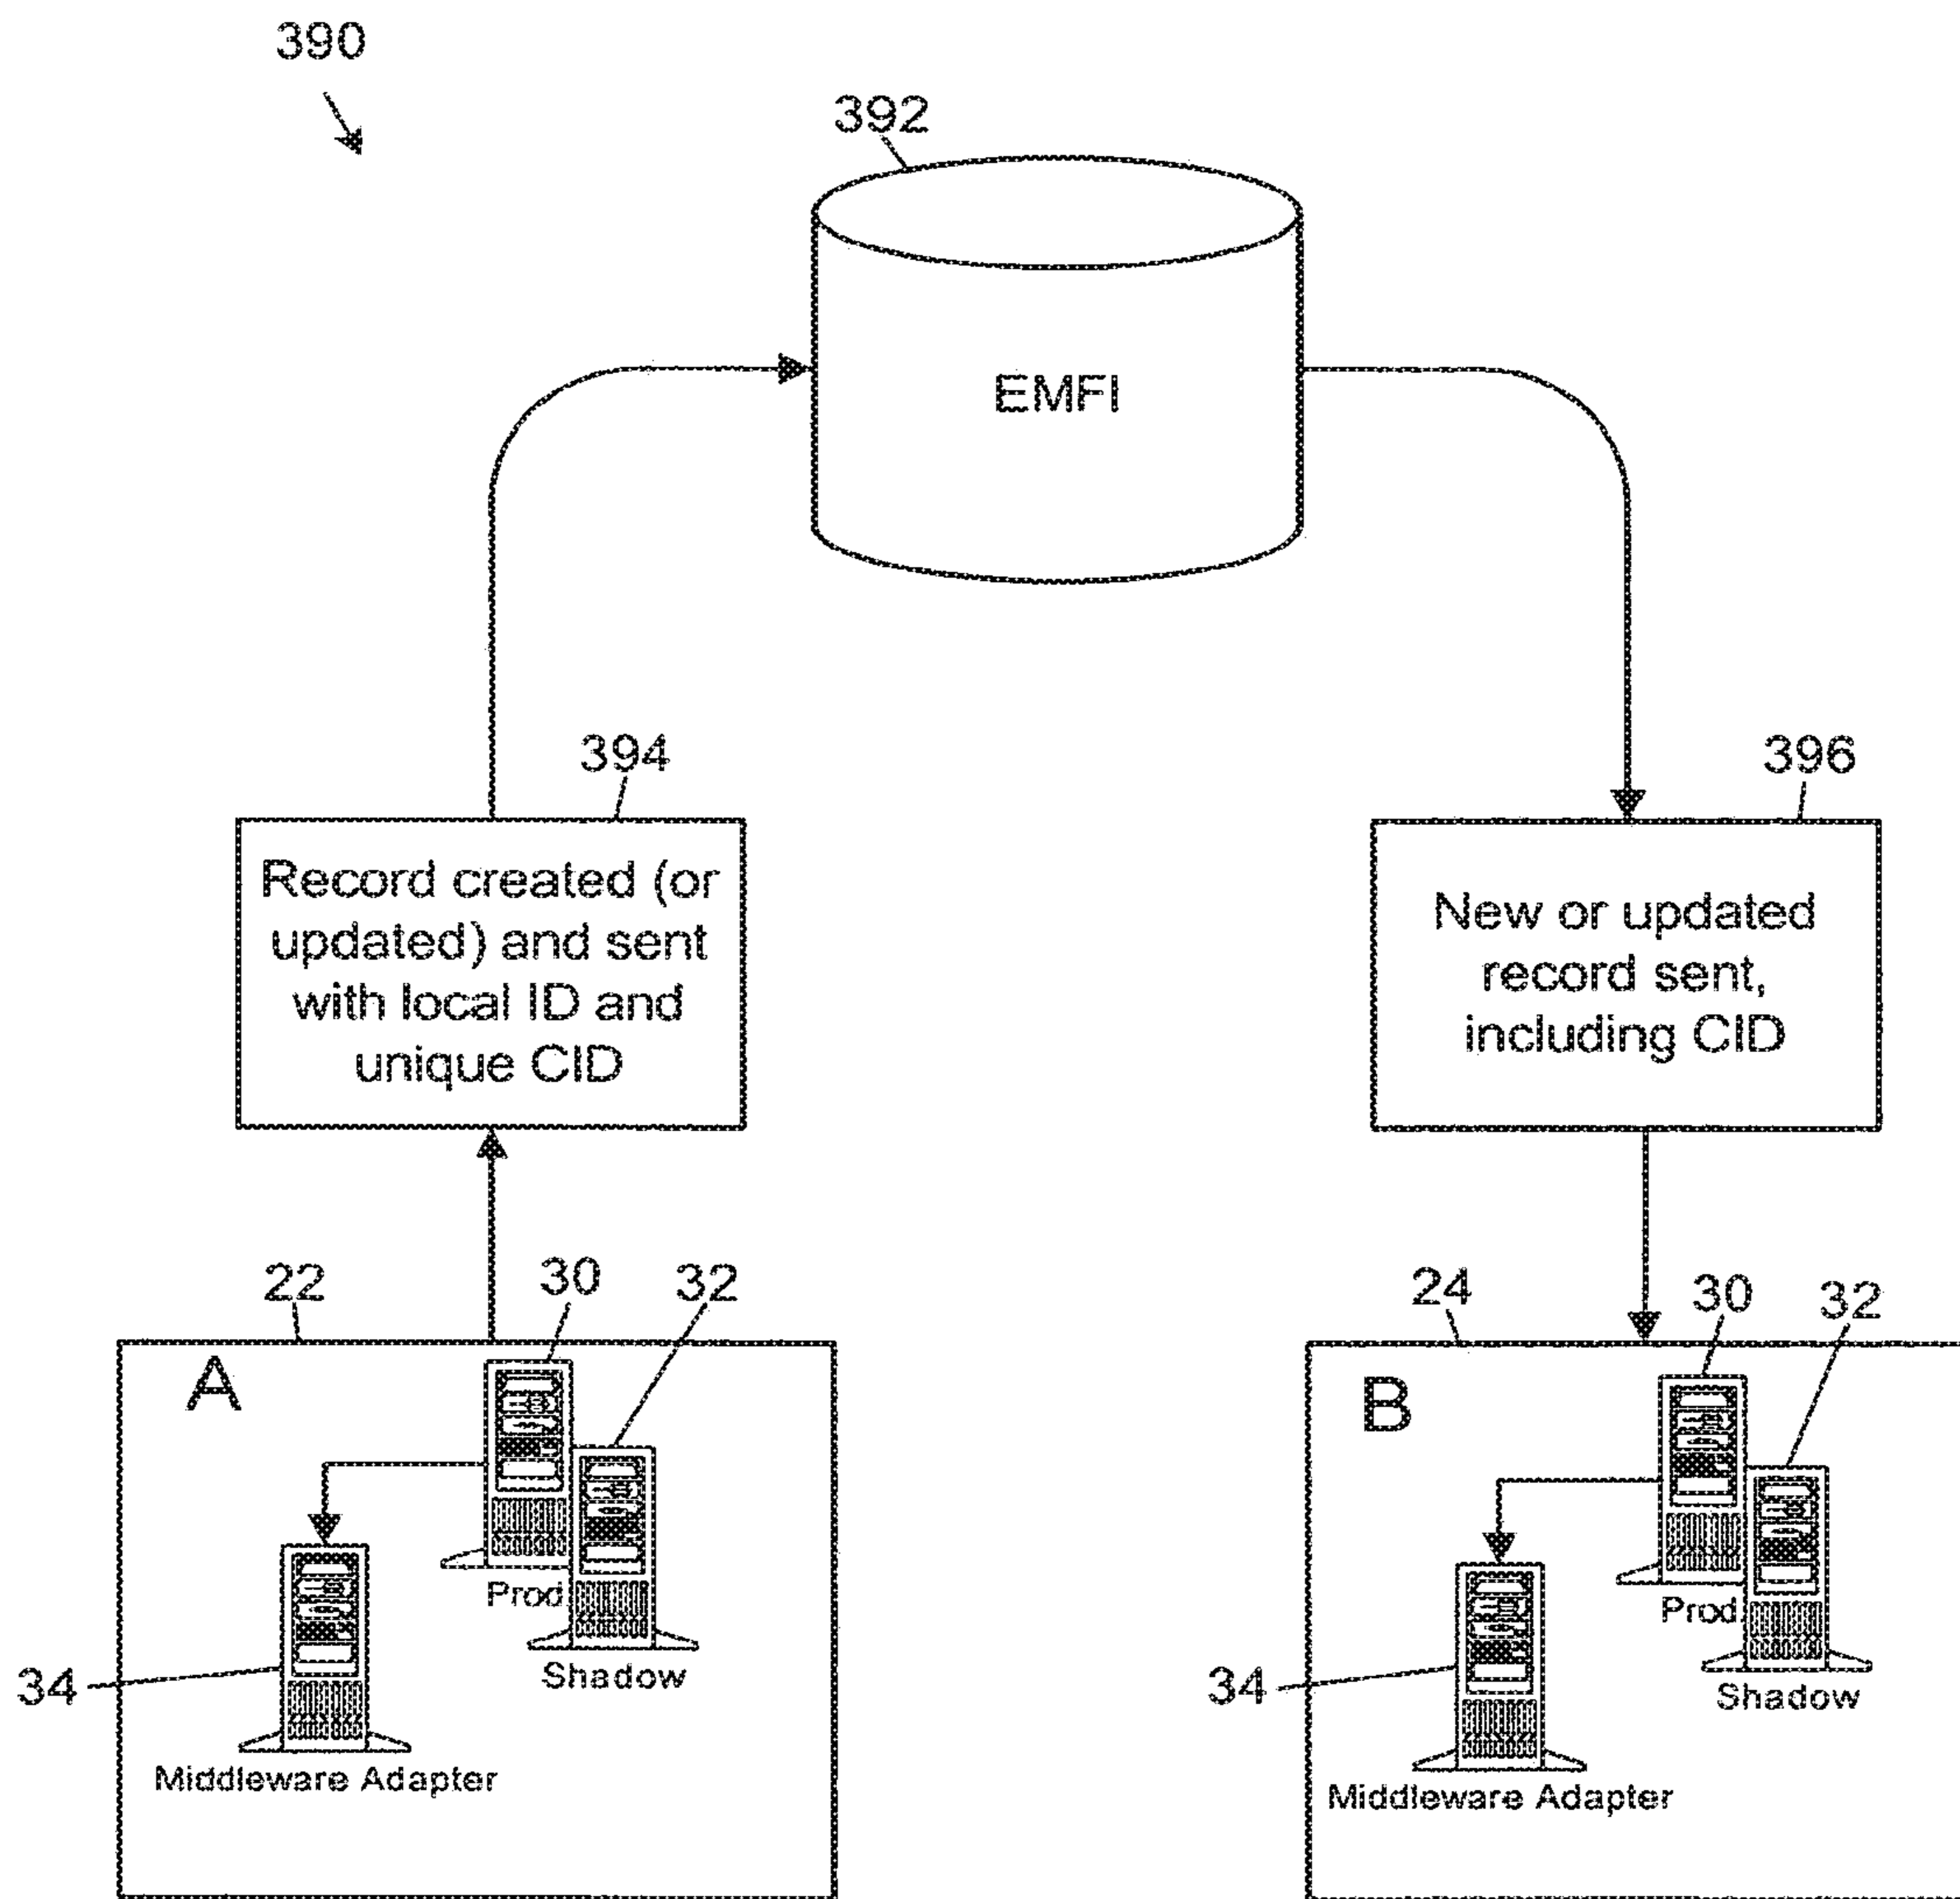 390
392
EMFI
394
Record created (or
updated) and sent
with local ID and
unique CID
396
New or updated
record sent,
including CID
22
30
32
A
Prod.
Shadow
34
Middleware Adapter
24
30
32
B
Prod.
Shadow
34
Middleware Adapter